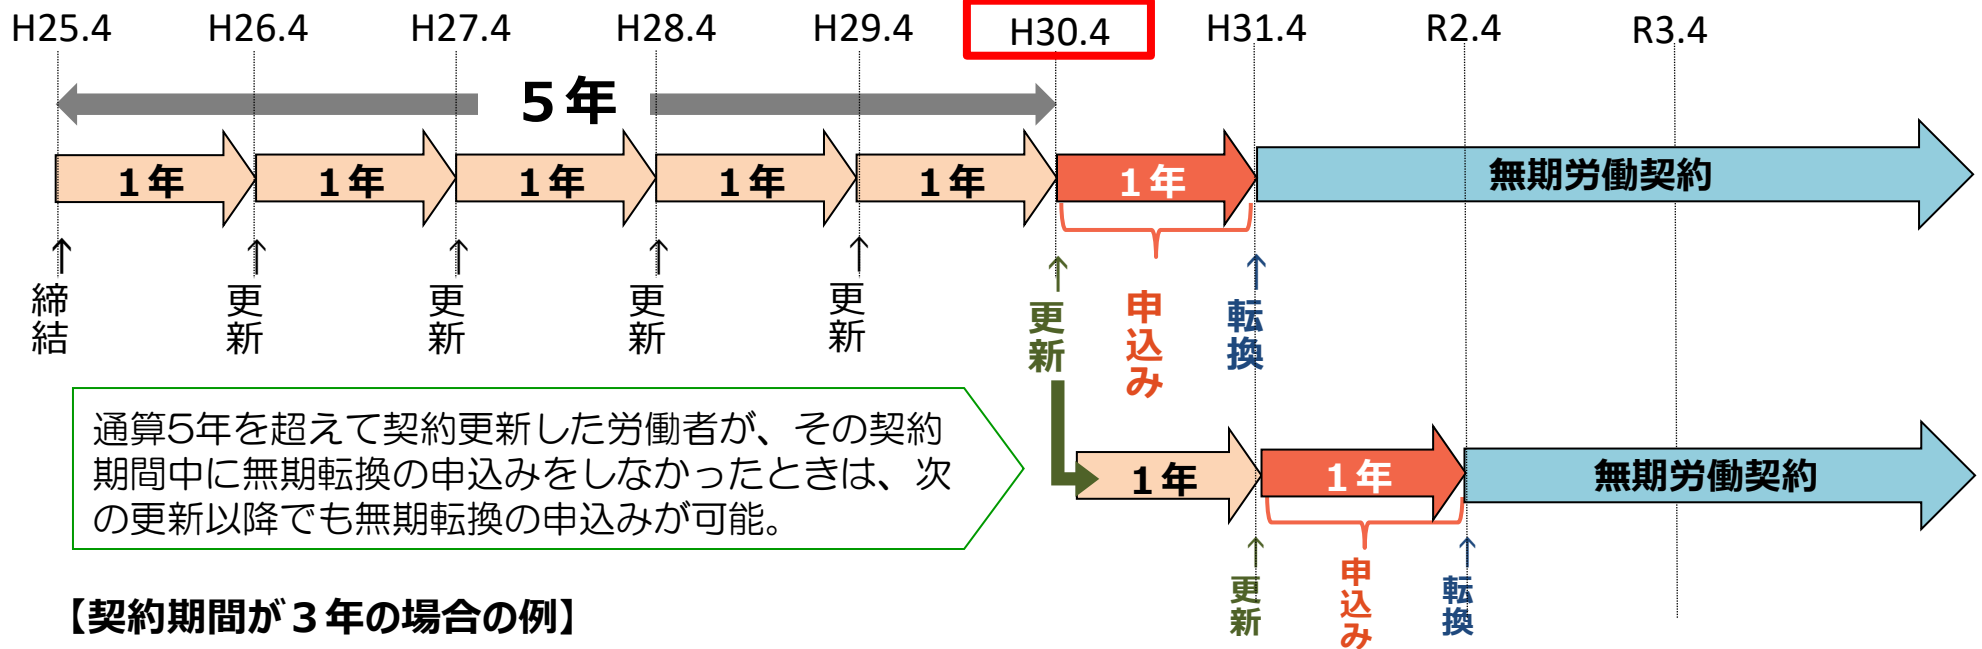 H25.4 H26.4 H27.4 H28.4 H29.4 H30.4 H31.4 R2.4 R3.4
5年
1年 1年 1年 1年 1年 1年 無期労働契約
↑締結
↑更新
↑更新
↑更新
↑更新
↑更新
申込み
↑転換
通算5年を超えて契約更新した労働者が、その契約
期間中に無期転換の申込みをしなかったときは、次
の更新以降でも無期転換の申込みが可能。
1年 1年 無期労働契約
↑更新
申込み
↑転換
【契約期間が3年の場合の例】